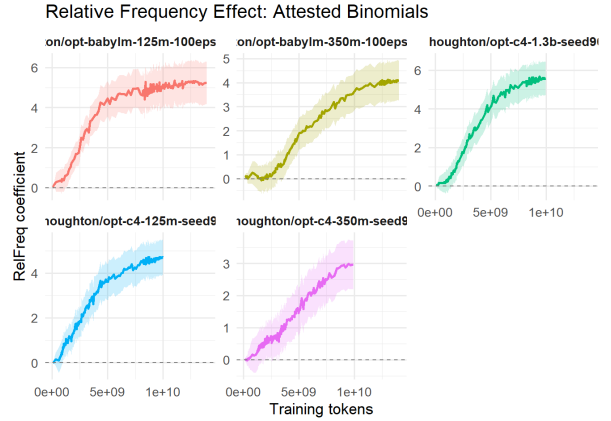 Relative Frequency Effect: Attested Binomials
on/opt-babylm-125m-100eps
on/opt-babylm-350m-100eps
houghton/opt-c4-1.3b-seed96
6
4
2
0
5
4
3
2
1
0
6
4
2
0
0e+00 5e+09 1e+10
RelFreq coefficient
houghton/opt-c4-125m-seed9
houghton/opt-c4-350m-seed9
4
2
0
3
2
1
0
0e+00 5e+09 1e+10
0e+00 5e+09 1e+10
Training tokens